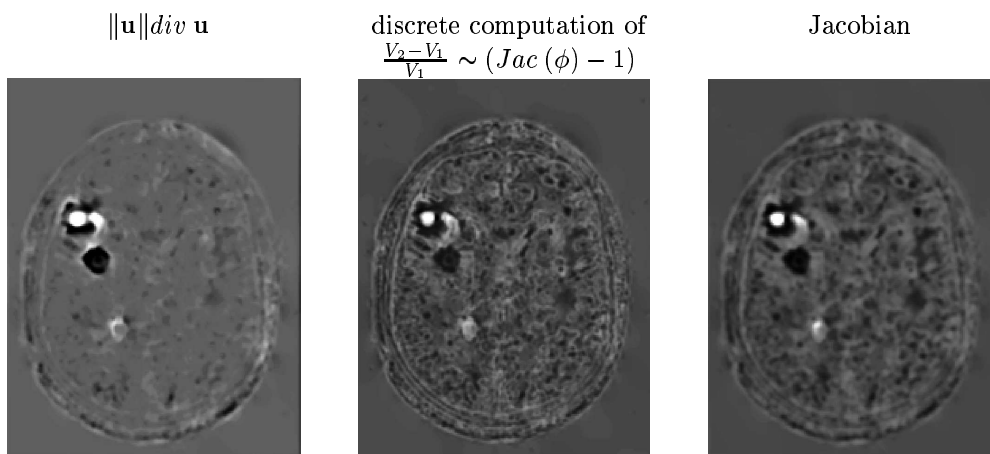 ‖u‖div u
discrete computation of
(V₂−V₁)/V₁ ∼ (Jac (ϕ) − 1)
Jacobian